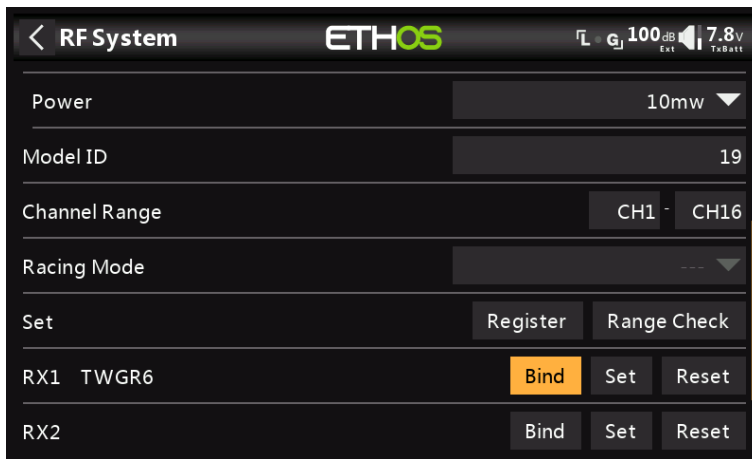 RF System ETHOS L G 100dB Ext 7.8V TxBatt
Power 10mw
Model ID 19
Channel Range CH1 - CH16
Racing Mode ---
Set Register Range Check
RX1 TWGR6 Bind Set Reset
RX2 Bind Set Reset